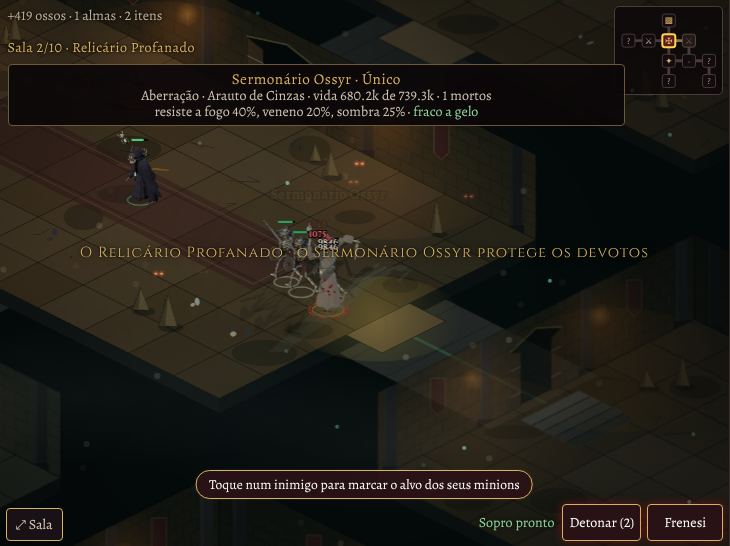 +419 ossos · 1 almas · 2 itens
Sala 2/10 · Relicário Profanado
Sermonário Ossyr · Único
Aberração · Arauto de Cinzas · vida 680.2k de 739.3k · 1 mortos
resiste a fogo 40%, veneno 20%, sombra 25% · fraco a gelo
? ? ? ?
Sermonário Ossyr
1075
O Relicário Profanado · o Sermonário Ossyr protege os devotos
Toque num inimigo para marcar o alvo dos seus minions
Sala
Sopro pronto
Detonar (2)
Frenesi